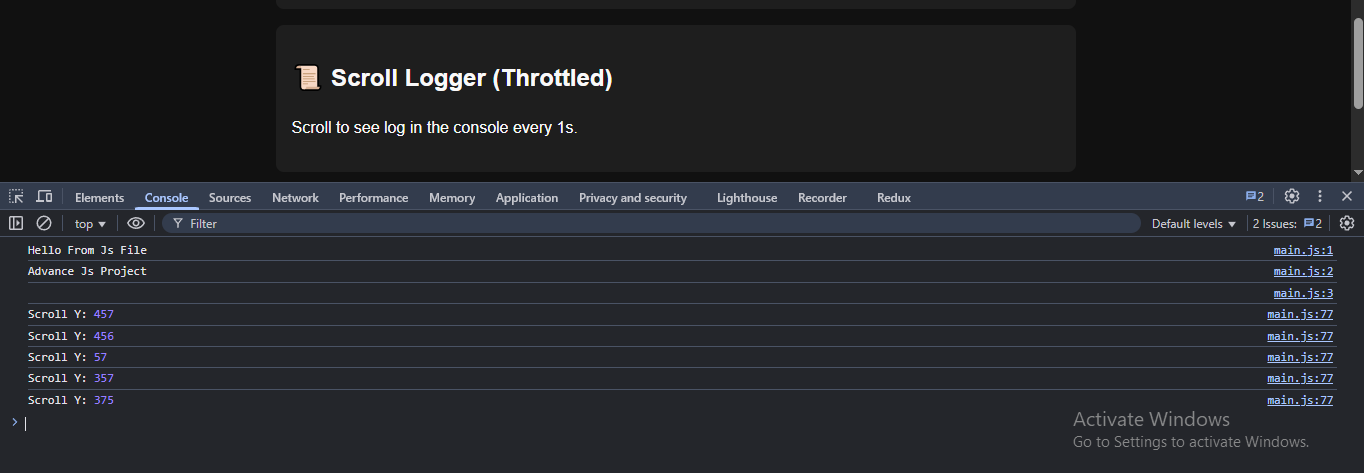 📜 Scroll Logger (Throttled)
Scroll to see log in the console every 1s.
Elements Console Sources Network Performance Memory Application Privacy and security Lighthouse Recorder Redux 2
top Filter Default levels 2 Issues: 2
Hello From Js File main.js:1
Advance Js Project main.js:2
main.js:3
Scroll Y: 457 main.js:77
Scroll Y: 456 main.js:77
Scroll Y: 57 main.js:77
Scroll Y: 357 main.js:77
Scroll Y: 375 main.js:77
Activate Windows
Go to Settings to activate Windows.